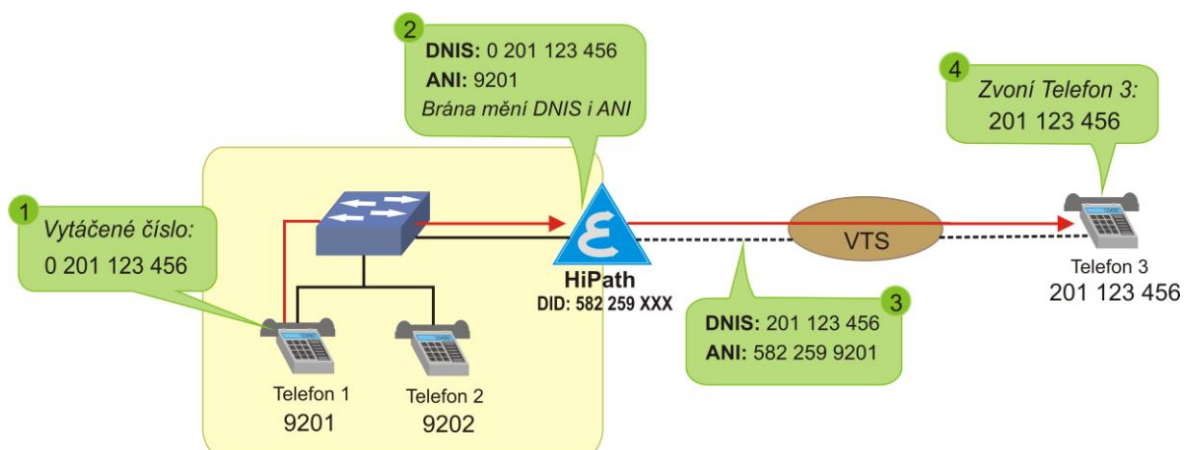 1
Vytáčené číslo:
0 201 123 456
2
DNIS: 0 201 123 456
ANI: 9201
Brána mění DNIS i ANI
4
Zvoní Telefon 3:
201 123 456
VTS
HiPath
DID: 582 259 XXX
3
DNIS: 201 123 456
ANI: 582 259 9201
Telefon 3
201 123 456
Telefon 1
9201
Telefon 2
9202